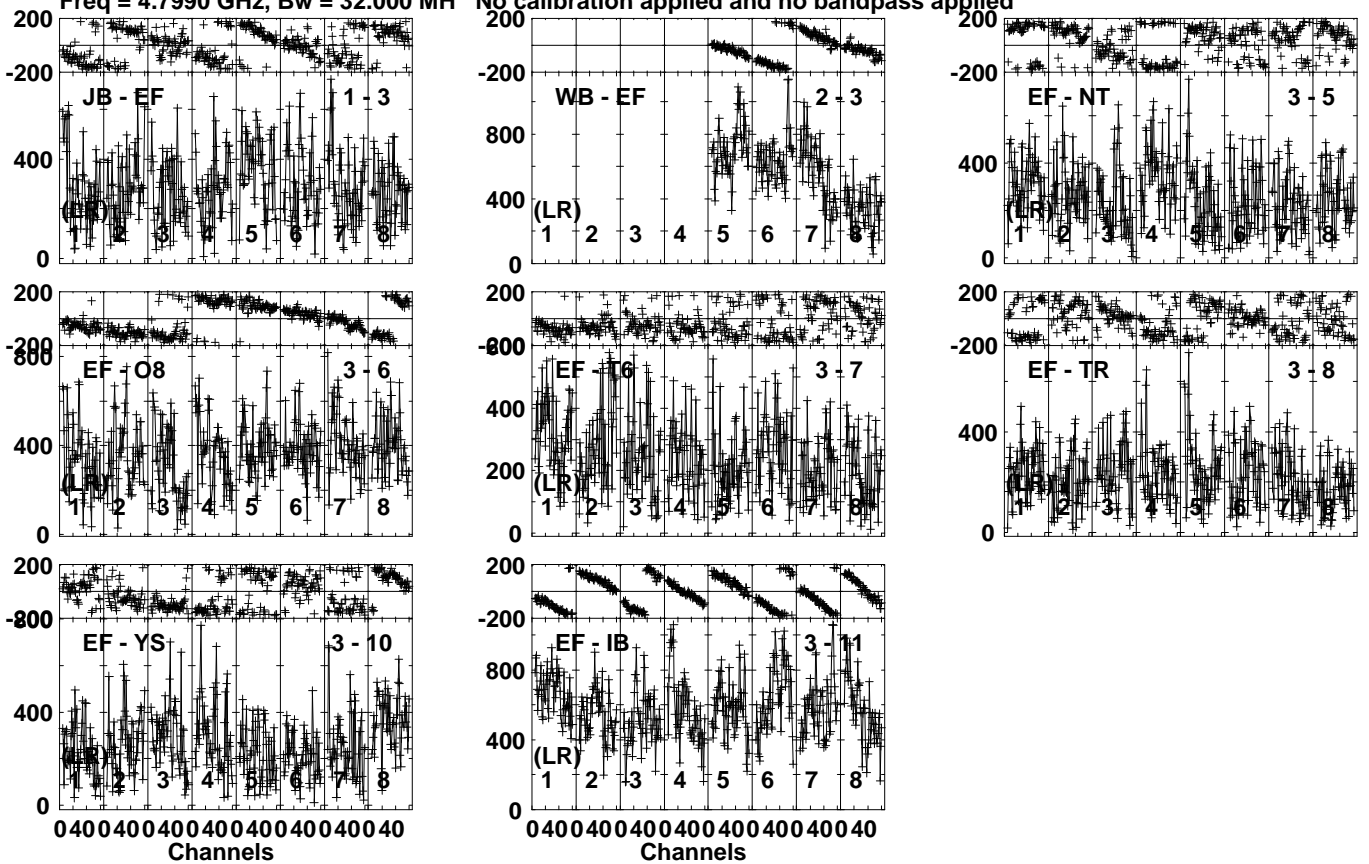 Freq = 4.7990 GHz, Bw = 32.000 MH No calibration applied and no bandpass applied
200
-200
JB - EF 1 - 3
400
0
(LR)
1 2 3 4 5 6 7 8
200
-200
WB - EF 2 - 3
800
400
0
(LR)
1 2 3 4 5 6 7 8
200
-200
EF - NT 3 - 5
400
0
(LR)
1 2 3 4 5 6 7 8
200
-200
800
EF - O8 3 - 6
400
0
(LR)
1 2 3 4 5 6 7 8
200
-200
600
EF - T6 3 - 7
400
200
0
(LR)
1 2 3 4 5 6 7 8
200
-200
EF - TR 3 - 8
400
0
(LR)
1 2 3 4 5 6 7 8
200
-200
800
EF - YS 3 - 10
400
0
(LR)
1 2 3 4 5 6 7 8
0 40 0 40 0 40 0 40 0 40 0 40 0 40 0 40
Channels
200
-200
EF - IB 3 - 11
800
400
0
(LR)
1 2 3 4 5 6 7 8
0 40 0 40 0 40 0 40 0 40 0 40 0 40 0 40
Channels